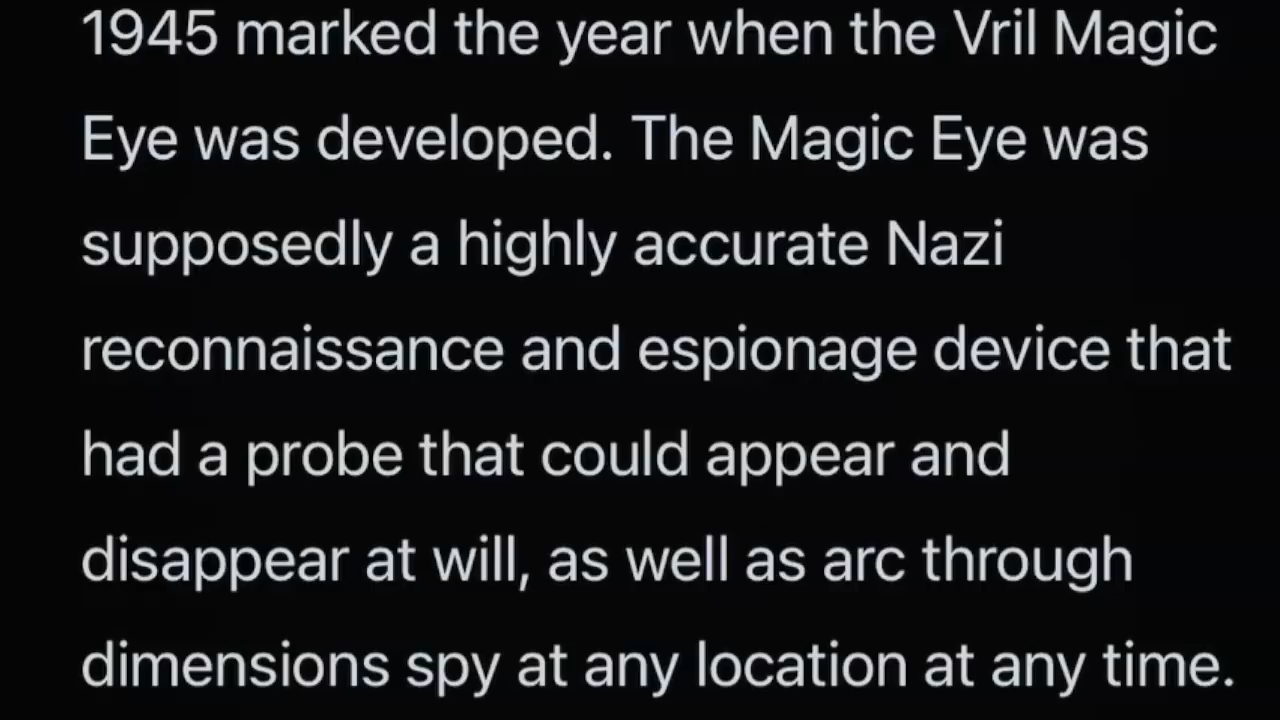 1945 marked the year when the Vril Magic
Eye was developed. The Magic Eye was
supposedly a highly accurate Nazi
reconnaissance and espionage device that
had a probe that could appear and
disappear at will, as well as arc through
dimensions spy at any location at any time.